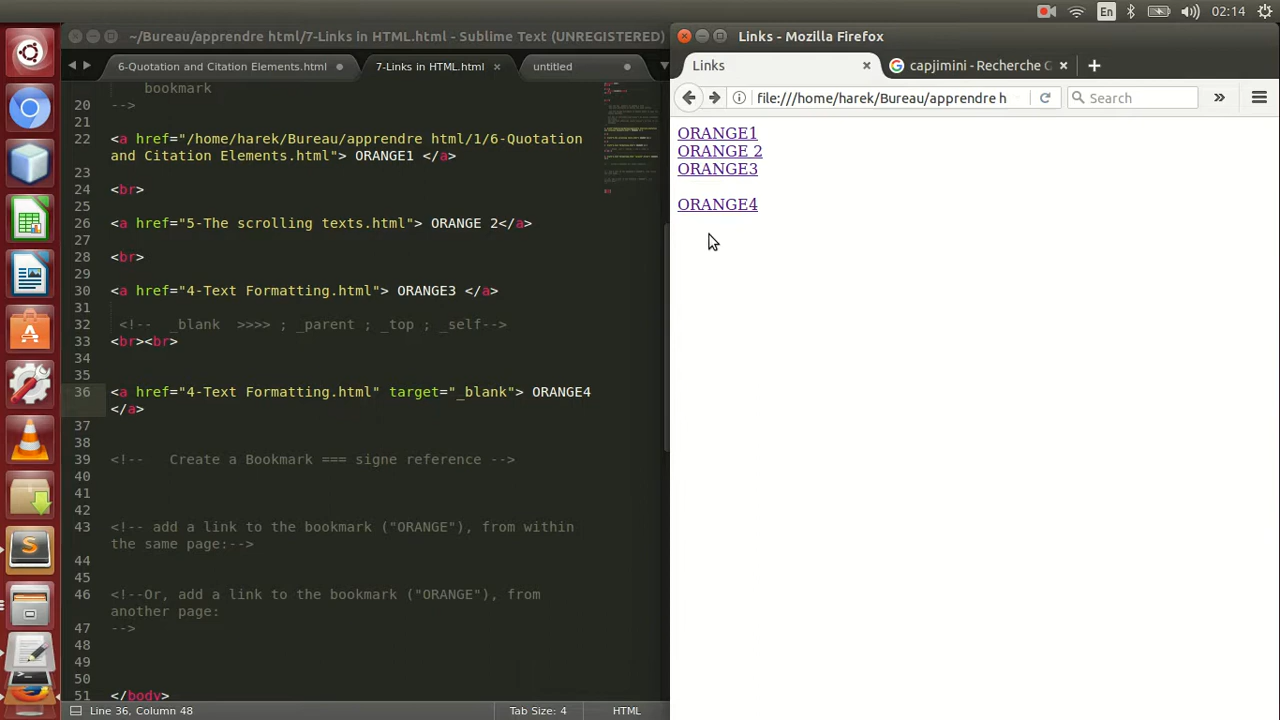 En
02:14
~/Bureau/apprendre html/7-Links in HTML.html - Sublime Text (UNREGISTERED)
6-Quotation and Citation Elements.html
7-Links in HTML.html
untitled
bookmark
20 -->
21
22 <a href="/home/harek/Bureau/apprendre html/1/6-Quotation
and Citation Elements.html"> ORANGE1 </a>
23
24 <br>
25
26 <a href="5-The scrolling texts.html"> ORANGE 2</a>
27
28 <br>
29
30 <a href="4-Text Formatting.html"> ORANGE3 </a>
31
32 <!-- _blank >>>> ; _parent ; _top ; _self-->
33 <br><br>
34
35
36 <a href="4-Text Formatting.html" target="_blank"> ORANGE4
</a>
37
38
39 <!-- Create a Bookmark === signe reference -->
40
41
42
43 <!-- add a link to the bookmark ("ORANGE"), from within
the same page:-->
44
45
46 <!--Or, add a link to the bookmark ("ORANGE"), from
another page:
47 -->
48
49
50
51 </body>
Line 36, Column 48
Tab Size: 4
HTML
Links - Mozilla Firefox
Links
capjimini - Recherche G
file:///home/harek/Bureau/apprendre h
Search
ORANGE1
ORANGE 2
ORANGE3
ORANGE4